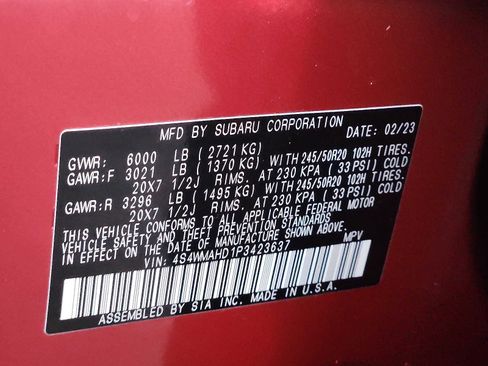 MFD BY SUBARU CORPORATION DATE: 02/23
GVWR: 6000 LB ( 2721 KG)
GAWR:F 3021 LB ( 1370 KG) WITH 245/50R20 102H TIRES.
20X7 1/2J RIMS. AT 230 KPA ( 33 PSI) COLD
GAWR:R 3296 LB ( 1495 KG) WITH 245/50R20 102H TIRES.
20X7 1/2J RIMS. AT 230 KPA ( 33 PSI) COLD
THIS VEHICLE CONFORMS TO ALL APPLICABLE FEDERAL MOTOR
VEHICLE SAFETY AND THEFT PREVENTION STANDARDS
IN EFFECT ON THE DATE OF MANUFACTURE SHOWN ABOVE.
VIN: 4S4WMAHD1P3423637 MPV
ASSEMBLED BY SIA INC. MADE IN U.S.A.